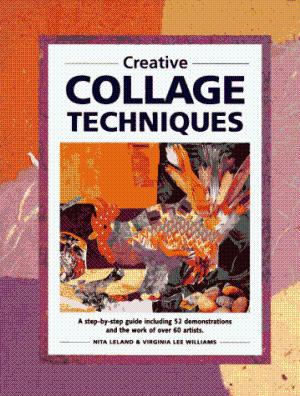 Creative
COLLAGE
TECHNIQUES
A step-by-step guide including 52 demonstrations
and the work of over 60 artists.
NITA LELAND & VIRGINIA LEE WILLIAMS